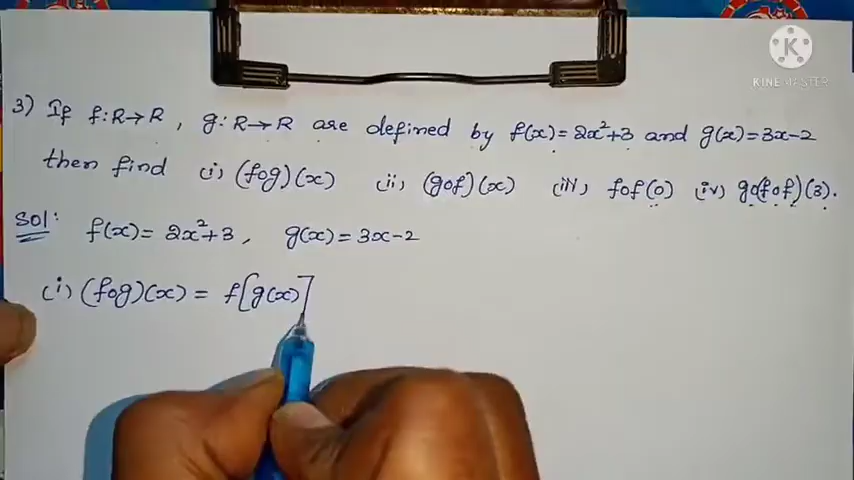 KINEMASTER
3) If f: R→R , g: R→R are defined by f(x)= 2x²+3 and g(x)=3x-2
then find (i) (fog)(x) (ii) (gof)(x) (iii) fof(0) (iv) go(fof)(3).
Sol: f(x)= 2x²+3 , g(x)=3x-2
(i) (fog)(x) = f[g(x)]